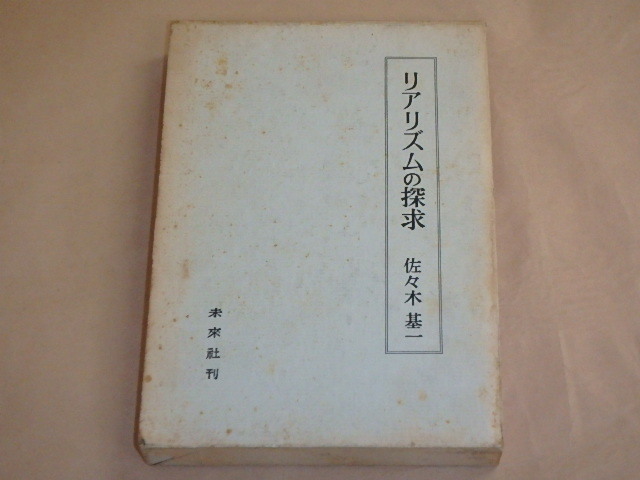 リアリズムの探求
佐々木基一
未來社刊